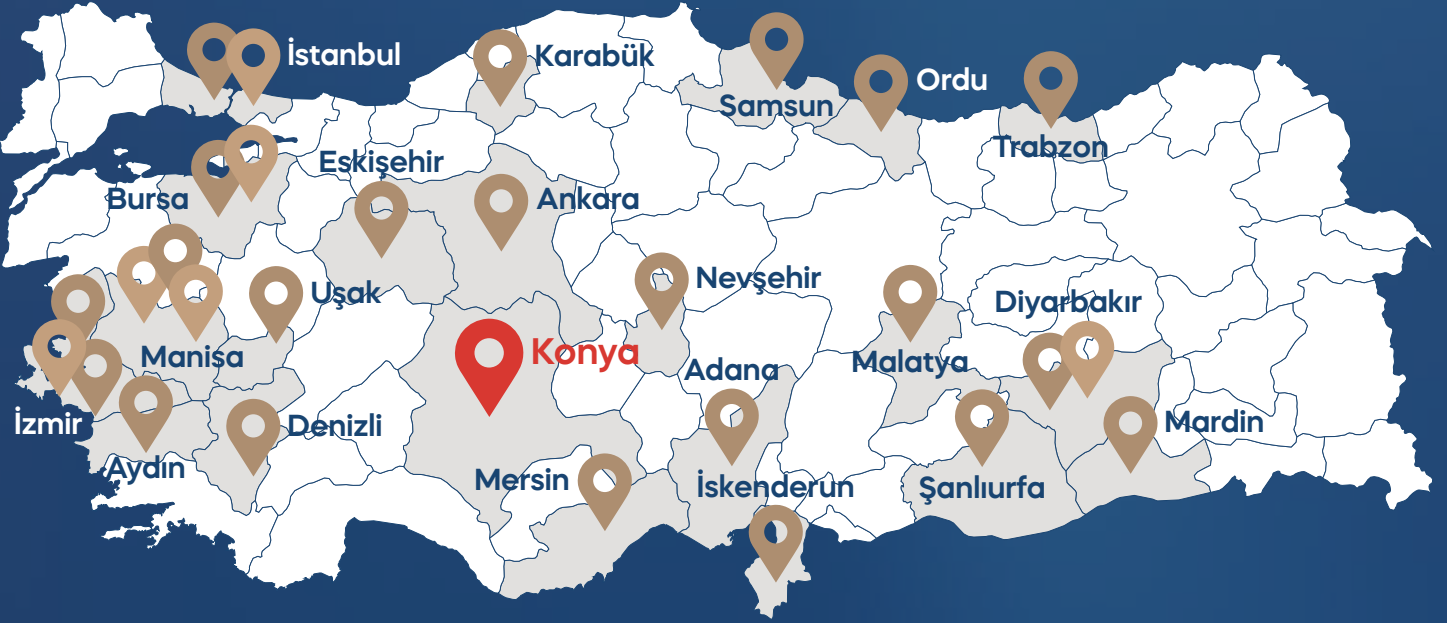 İstanbul
Karabük
Samsun
Ordu
Trabzon
Bursa
Eskişehir
Ankara
Uşak
Nevşehir
Diyarbakır
Manisa
Konya
Adana
Malatya
İzmir
Aydın
Denizli
Mersin
İskenderun
Şanlıurfa
Mardin